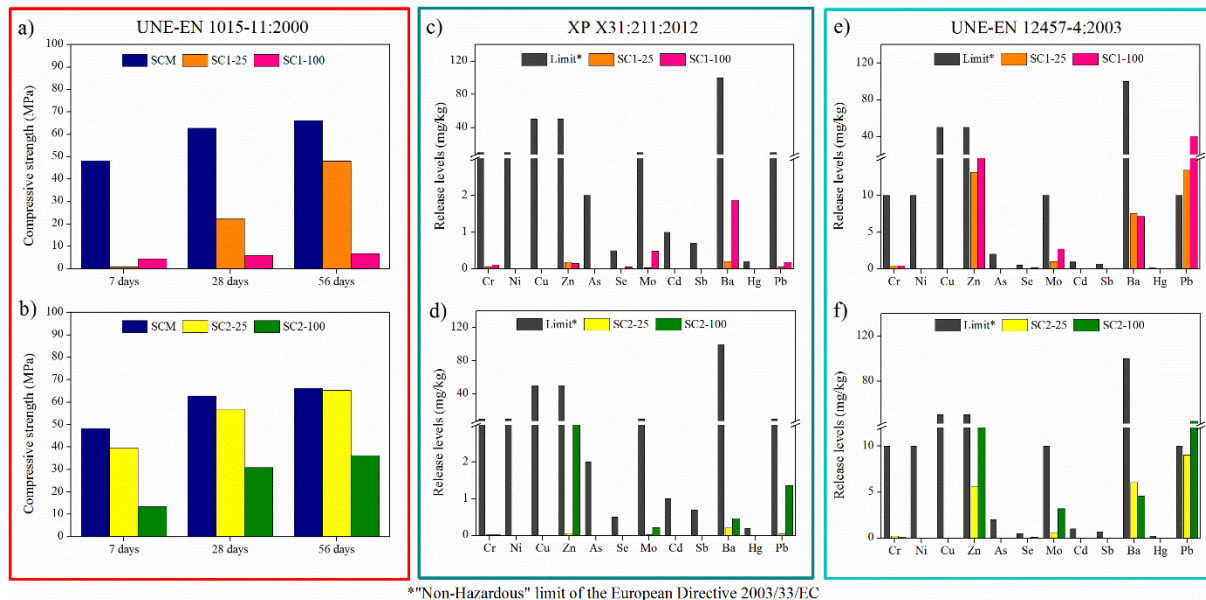 UNE-EN 1015-11:2000
a)
SCM SC1-25 SC1-100
Compressive strength (MPa)
100
90
80
70
60
50
40
30
20
10
0
7 days 28 days 56 days
b)
SCM SC2-25 SC2-100
Compressive strength (MPa)
100
90
80
70
60
50
40
30
20
10
0
7 days 28 days 56 days
XP X31:211:2012
c)
Limit* SC1-25 SC1-100
Release levels (mg/kg)
120
80
40
2
1
0
Cr Ni Cu Zn As Se Mo Cd Sb Ba Hg Pb
d)
Limit* SC2-25 SC2-100
Release levels (mg/kg)
120
80
40
2
1
0
Cr Ni Cu Zn As Se Mo Cd Sb Ba Hg Pb
UNE-EN 12457-4:2003
e)
Limit* SC1-25 SC1-100
Release levels (mg/kg)
120
80
40
10
5
0
Cr Ni Cu Zn As Se Mo Cd Sb Ba Hg Pb
f)
Limit* SC2-25 SC2-100
Release levels (mg/kg)
120
80
10
5
0
Cr Ni Cu Zn As Se Mo Cd Sb Ba Hg Pb
*"Non-Hazardous" limit of the European Directive 2003/33/EC